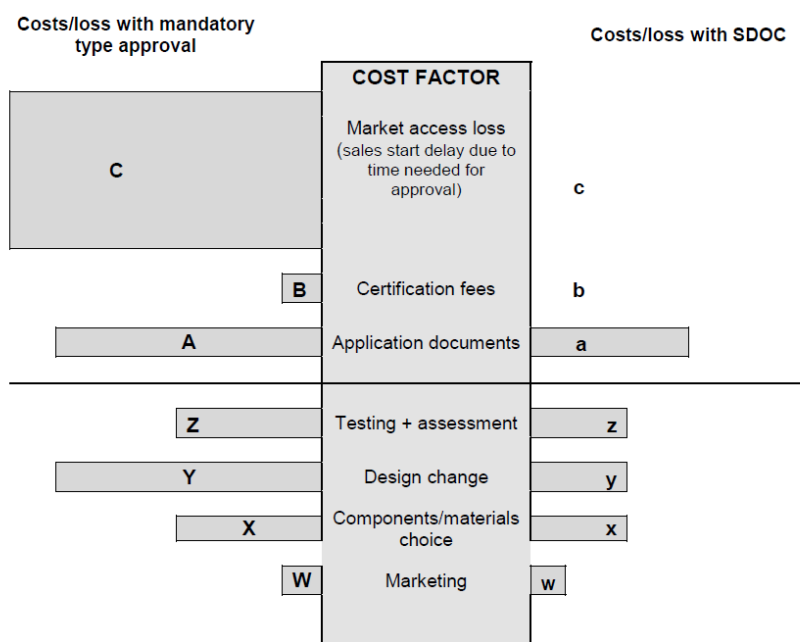 Costs/loss with mandatory
type approval
Costs/loss with SDOC
COST FACTOR
Market access loss
(sales start delay due to
time needed for
approval)
C
c
B
Certification fees
b
A
Application documents
a
Z
Testing + assessment
z
Y
Design change
y
X
Components/materials
choice
x
W
Marketing
w